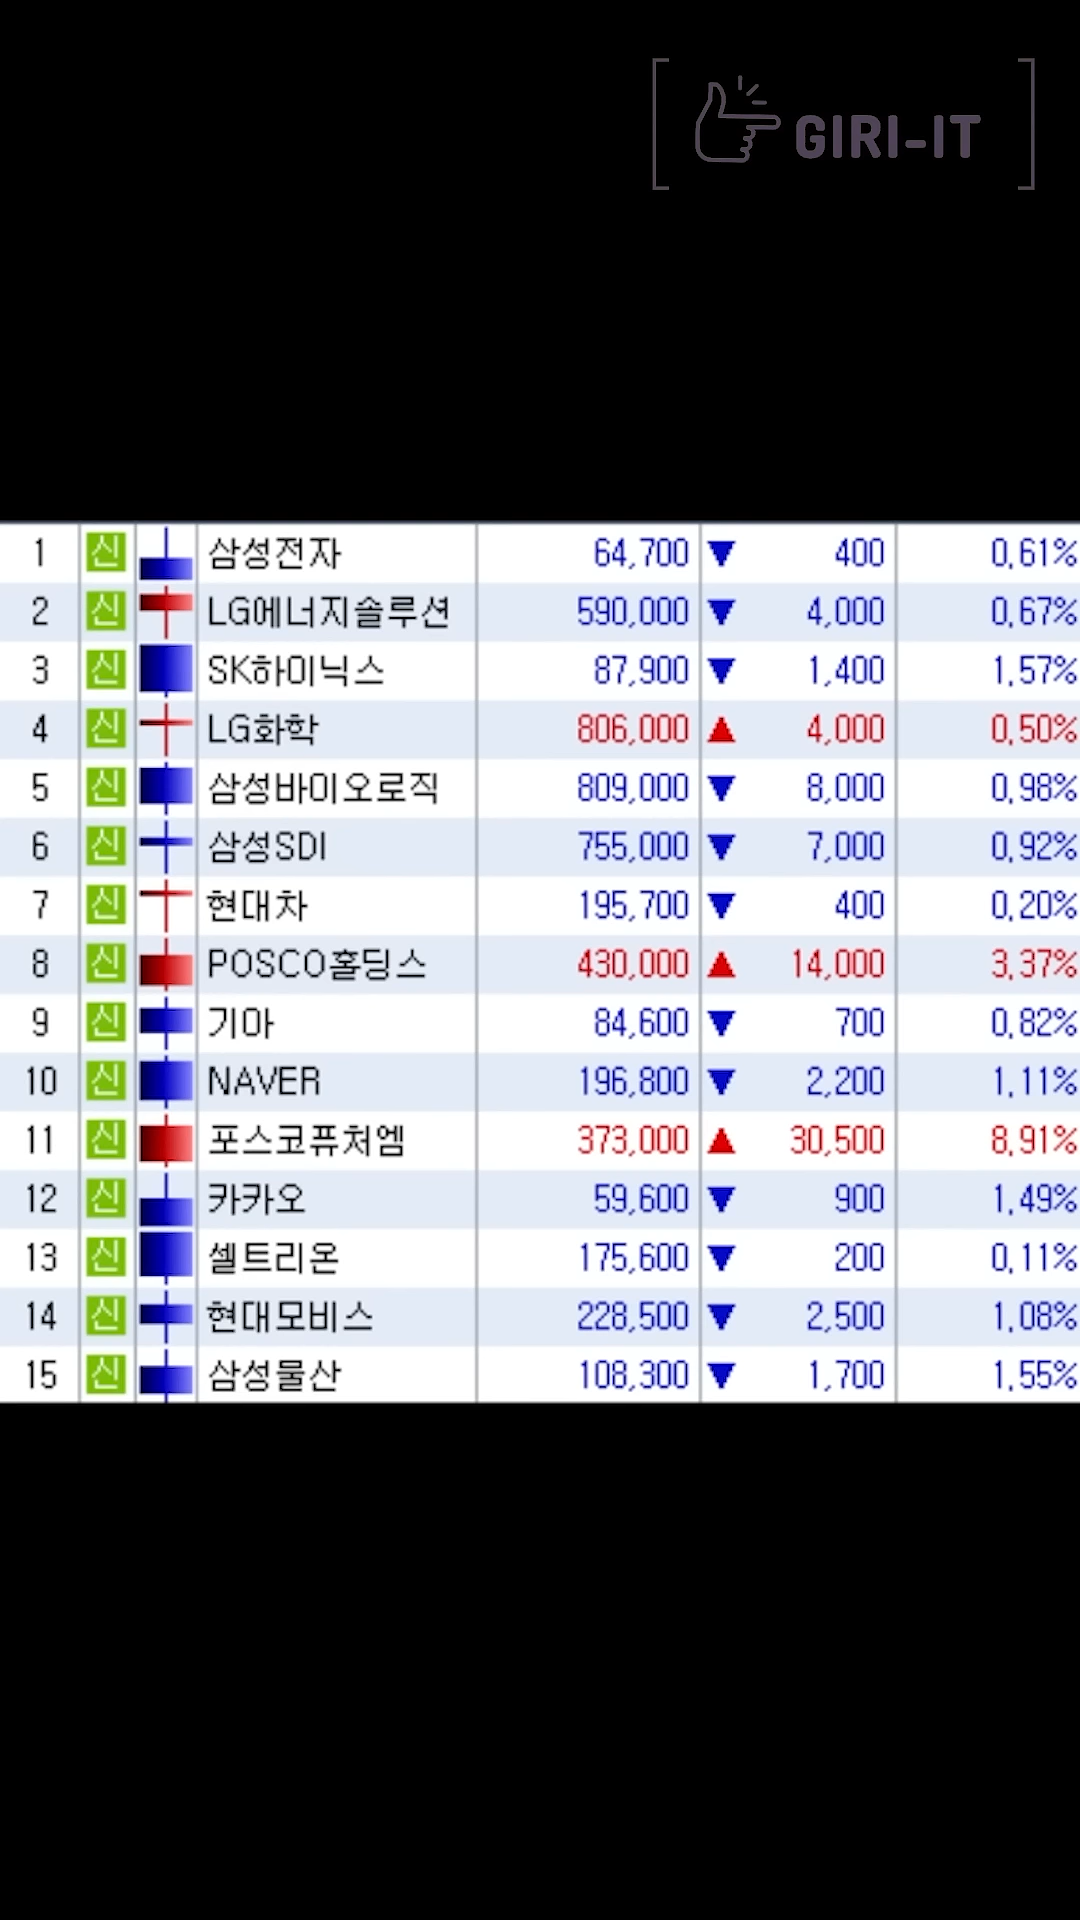 GIRI-IT
1 신 삼성전자 64,700 ▼ 400 0.61%
2 신 LG에너지솔루션 590,000 ▼ 4,000 0.67%
3 신 SK하이닉스 87,900 ▼ 1,400 1.57%
4 신 LG화학 806,000 ▲ 4,000 0.50%
5 신 삼성바이오로직 809,000 ▼ 8,000 0.98%
6 신 삼성SDI 755,000 ▼ 7,000 0.92%
7 신 현대차 195,700 ▼ 400 0.20%
8 신 POSCO홀딩스 430,000 ▲ 14,000 3.37%
9 신 기아 84,600 ▼ 700 0.82%
10 신 NAVER 196,800 ▼ 2,200 1.11%
11 신 포스코퓨처엠 373,000 ▲ 30,500 8.91%
12 신 카카오 59,600 ▼ 900 1.49%
13 신 셀트리온 175,600 ▼ 200 0.11%
14 신 현대모비스 228,500 ▼ 2,500 1.08%
15 신 삼성물산 108,300 ▼ 1,700 1.55%